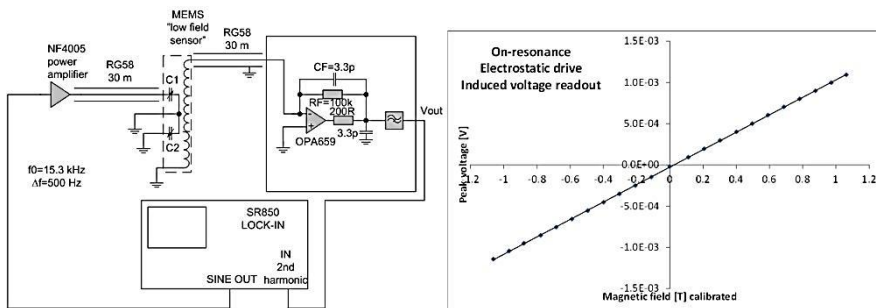 MEMS
"low field
sensor"
NF4005
power
amplifier
RG58
30 m
RG58
30 m
C1
C2
CF=3.3p
RF=100k
200R
-
+
3.3p
OPA659
Vout
f0=15.3 kHz
Δf=500 Hz
SR850
LOCK-IN
IN
2nd
harmonic
SINE OUT
On-resonance
Electrostatic drive
Induced voltage readout
Peak voltage [V]
1.5E-03
1.0E-03
5.0E-04
0.0E+00
-5.0E-04
-1.0E-03
-1.5E-03
-1.2 -1 -0.8 -0.6 -0.4 -0.2 0 0.2 0.4 0.6 0.8 1 1.2
Magnetic field [T] calibrated